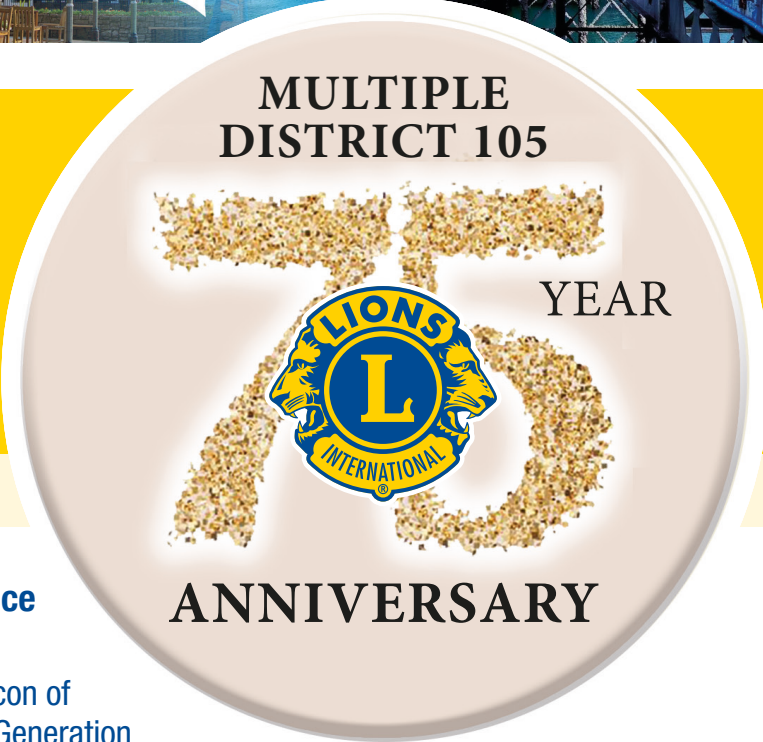 MULTIPLE
DISTRICT 105
75
YEAR
LIONS
L
INTERNATIONAL
®
ANNIVERSARY
ce
con of
Generation